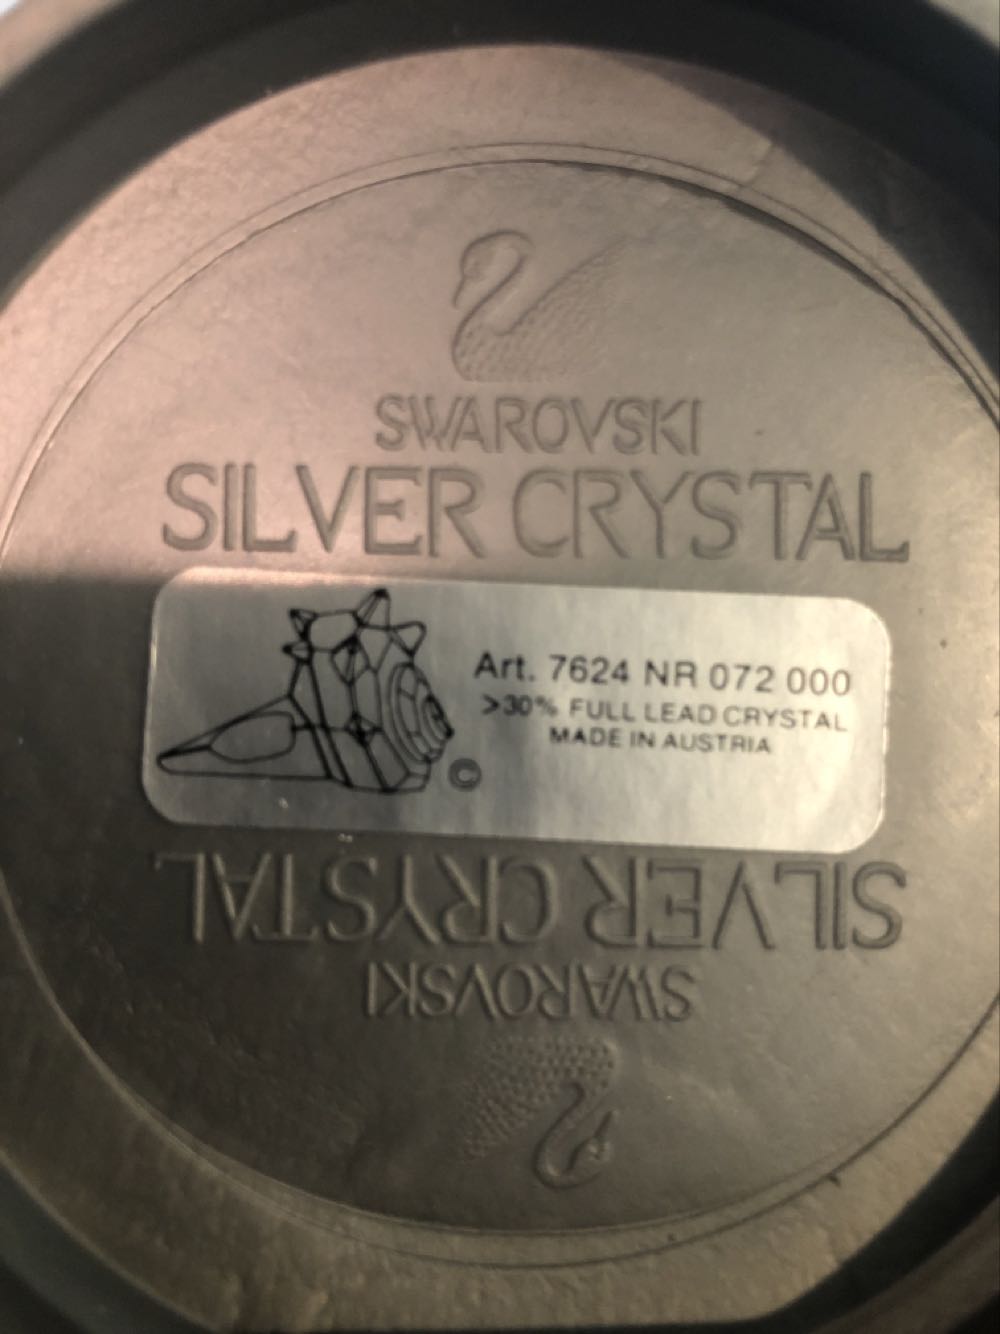 SWAROVSKI
SILVER CRYSTAL
Art. 7624 NR 072 000
>30% FULL LEAD CRYSTAL
MADE IN AUSTRIA
©
SILVER CRYSTAL
SWAROVSKI